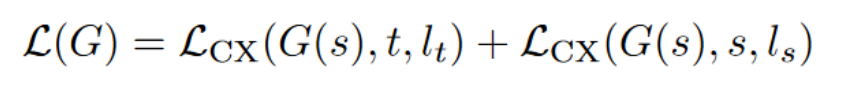 𝓛(G) = 𝓛_CX(G(s), t, l_t) + 𝓛_CX(G(s), s, l_s)